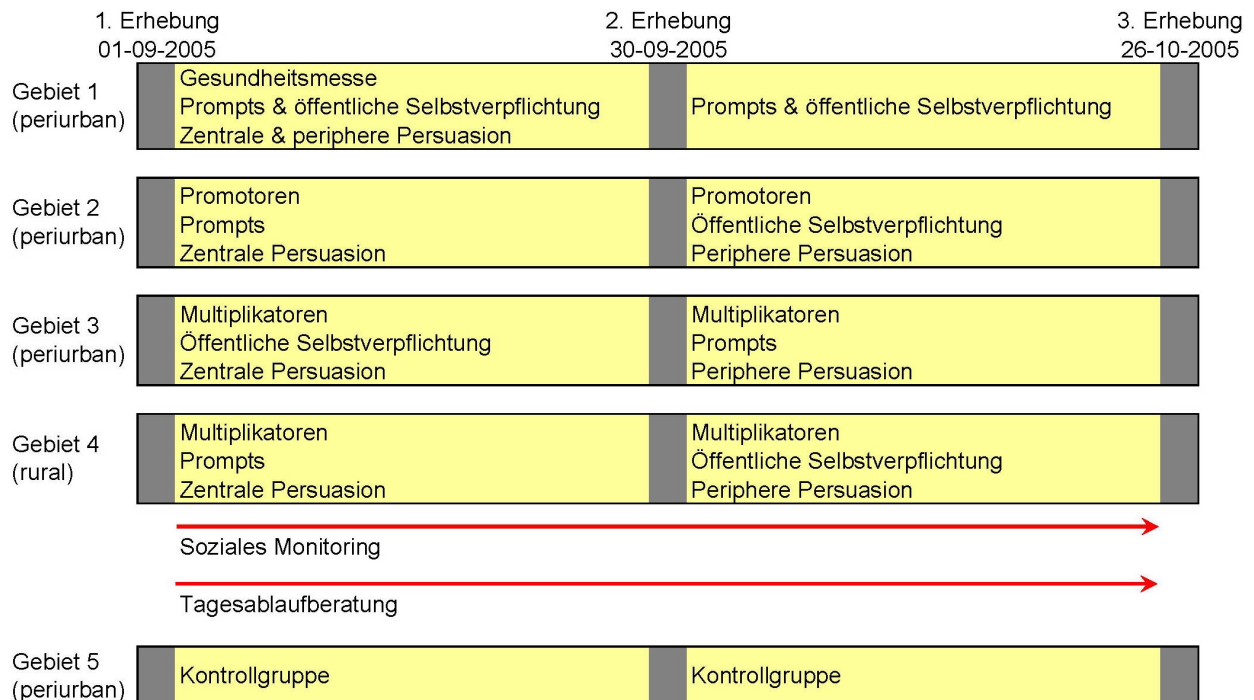 1. Erhebung
01-09-2005
2. Erhebung
30-09-2005
3. Erhebung
26-10-2005
Gebiet 1
(periurban)
Gesundheitsmesse
Prompts & öffentliche Selbstverpflichtung
Zentrale & periphere Persuasion
Prompts & öffentliche Selbstverpflichtung
Gebiet 2
(periurban)
Promotoren
Prompts
Zentrale Persuasion
Promotoren
Öffentliche Selbstverpflichtung
Periphere Persuasion
Gebiet 3
(periurban)
Multiplikatoren
Öffentliche Selbstverpflichtung
Zentrale Persuasion
Multiplikatoren
Prompts
Periphere Persuasion
Gebiet 4
(rural)
Multiplikatoren
Prompts
Zentrale Persuasion
Multiplikatoren
Öffentliche Selbstverpflichtung
Periphere Persuasion
Soziales Monitoring
Tagesablaufberatung
Gebiet 5
(periurban)
Kontrollgruppe
Kontrollgruppe